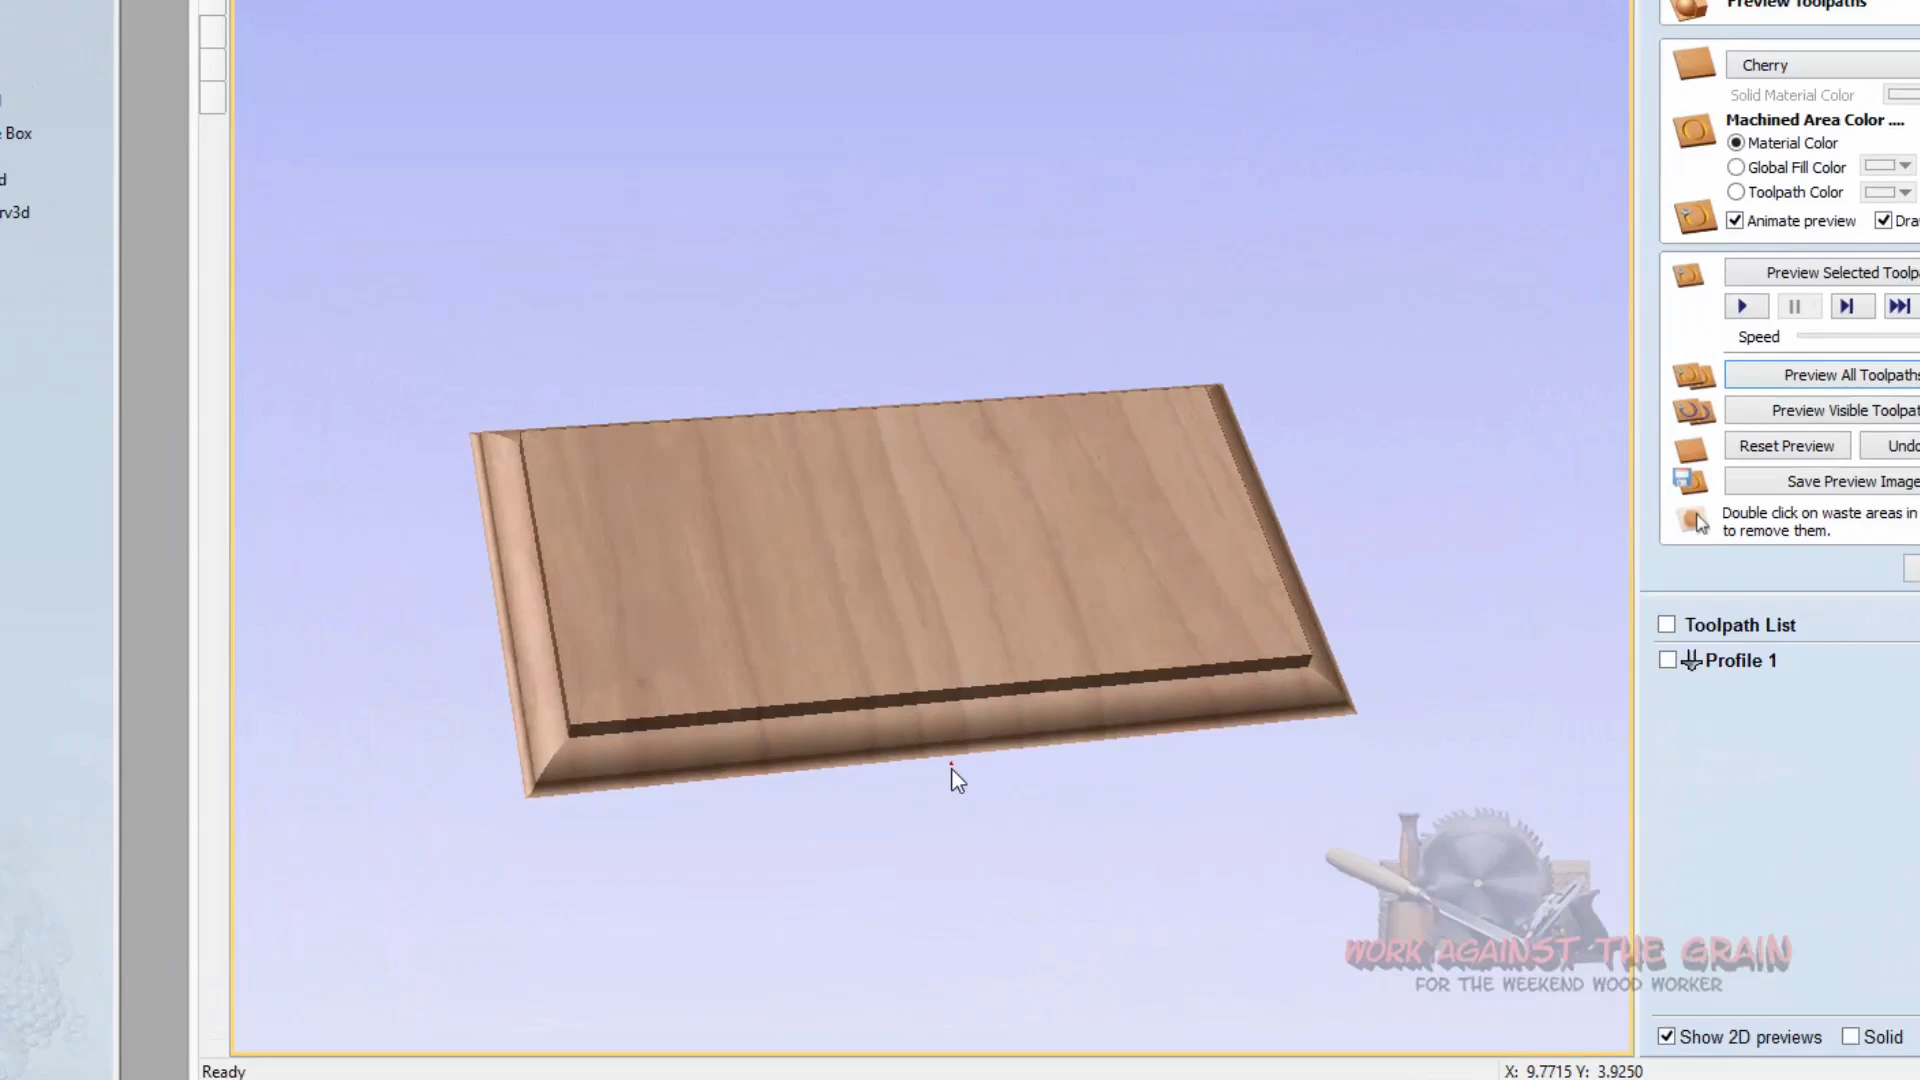 Preview Toolpaths
Cherry
Solid Material Color
Machined Area Color ....
Material Color
Global Fill Color
Toolpath Color
Animate preview
Dra
Preview Selected Toolp
Speed
Preview All Toolpaths
Preview Visible Toolpat
Reset Preview
Undo
Save Preview Image
Double click on waste areas in
to remove them.
Toolpath List
Profile 1
Show 2D previews
Solid
e Box
d
rv3d
WORK AGAINST THE GRAIN
FOR THE WEEKEND WOOD WORKER
Ready
X: 9.7715 Y: 3.9250